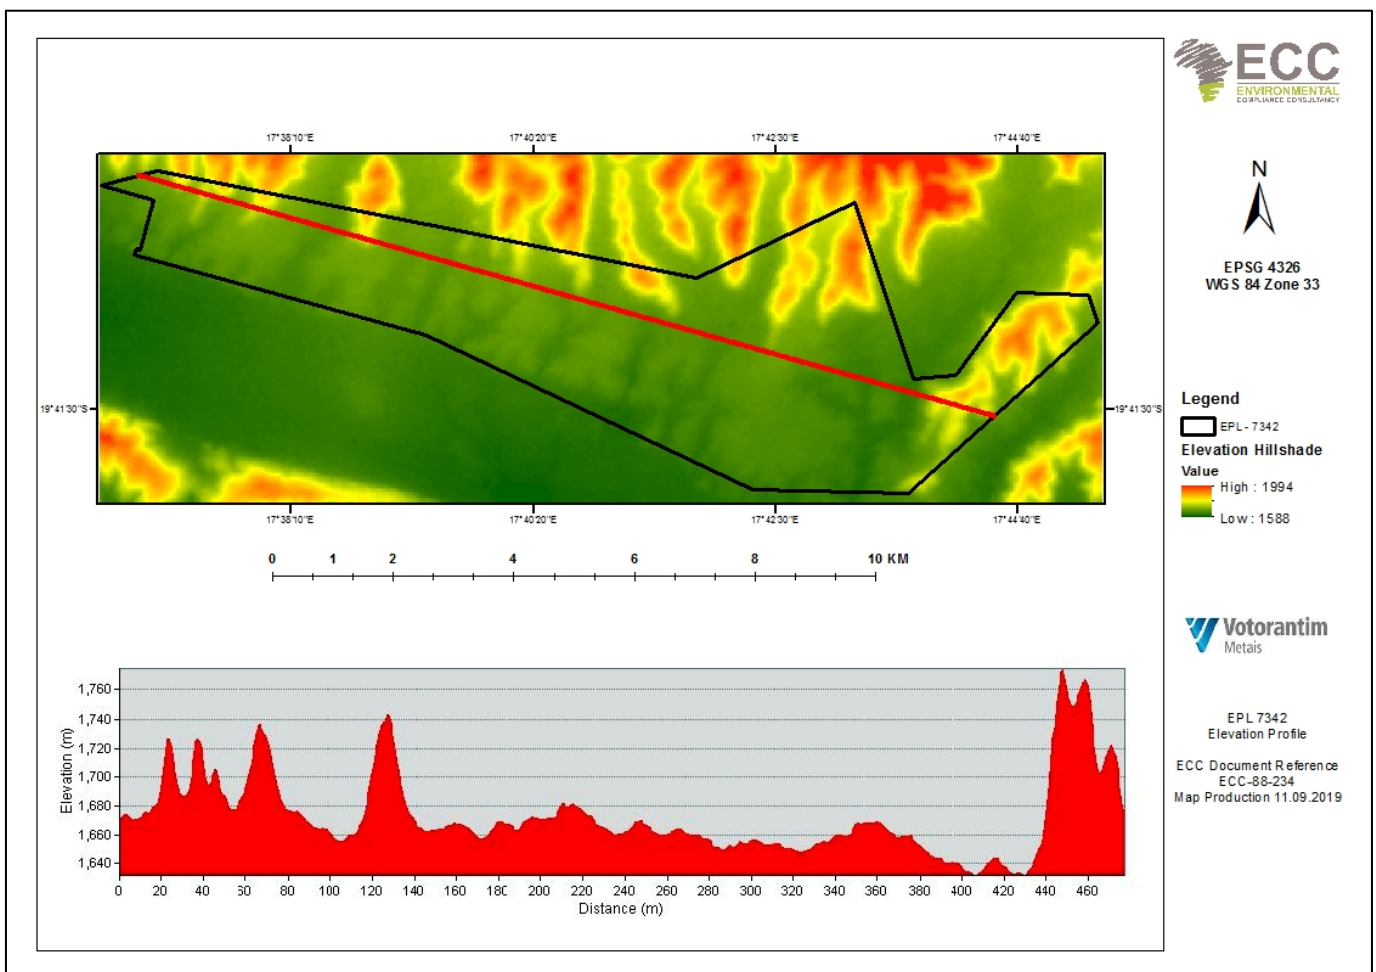 ECC
ENVIRONMENTAL
COMPLIANCE CONSULTANCY
17°38'10"E 17°40'20"E 17°42'30"E 17°44'40"E
N
EPSG 4326
WGS 84 Zone 33
19°41'30"S 19°41'30"S
Legend
EPL - 7342
Elevation Hillshade
Value
High : 1994
Low : 1588
17°38'10"E 17°40'20"E 17°42'30"E 17°44'40"E
0 1 2 4 6 8 10 KM
Votorantim
Metais
EPL 7342
Elevation Profile
ECC Document Reference
ECC-88-234
Map Production 11.09.2019
Elevation (m)
1,760
1,740
1,720
1,700
1,680
1,660
1,640
0 20 40 50 80 100 120 140 160 180 200 220 240 260 280 300 320 340 360 380 400 420 440 460
Distance (m)